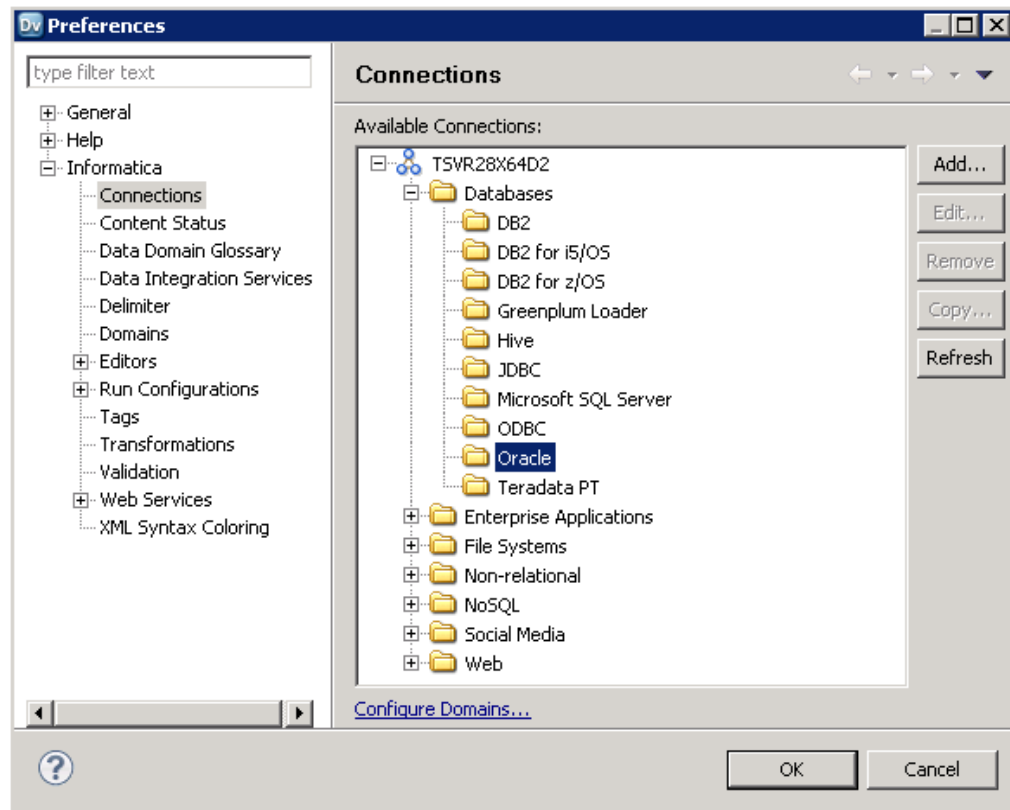 Dv Preferences
type filter text
General
Help
Informatica
Connections
Content Status
Data Domain Glossary
Data Integration Services
Delimiter
Domains
Editors
Run Configurations
Tags
Transformations
Validation
Web Services
XML Syntax Coloring
Connections
Available Connections:
TSVR28X64D2
Databases
DB2
DB2 for i5/OS
DB2 for z/OS
Greenplum Loader
Hive
JDBC
Microsoft SQL Server
ODBC
Oracle
Teradata PT
Enterprise Applications
File Systems
Non-relational
NoSQL
Social Media
Web
Add...
Edit...
Remove
Copy...
Refresh
Configure Domains...
?
OK
Cancel